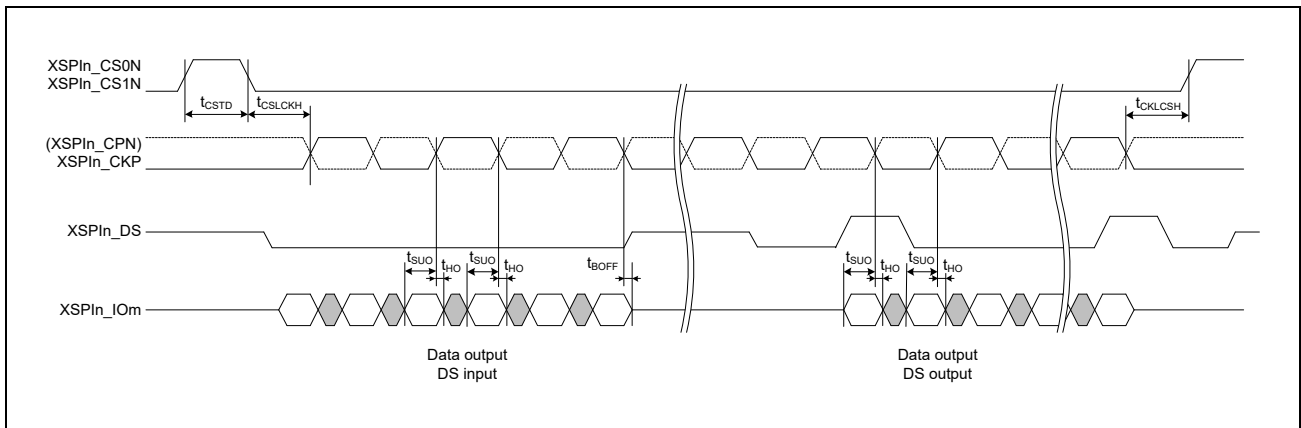 XSPIn_CS0N
XSPIn_CS1N
tCSTD
tCSLCKH
tCKLCSH
(XSPIn_CPN)
XSPIn_CKP
XSPIn_DS
tSUO
tHO
tSUO
tHO
tBOFF
tSUO
tHO
tSUO
tHO
XSPIn_IOm
Data output
DS input
Data output
DS output